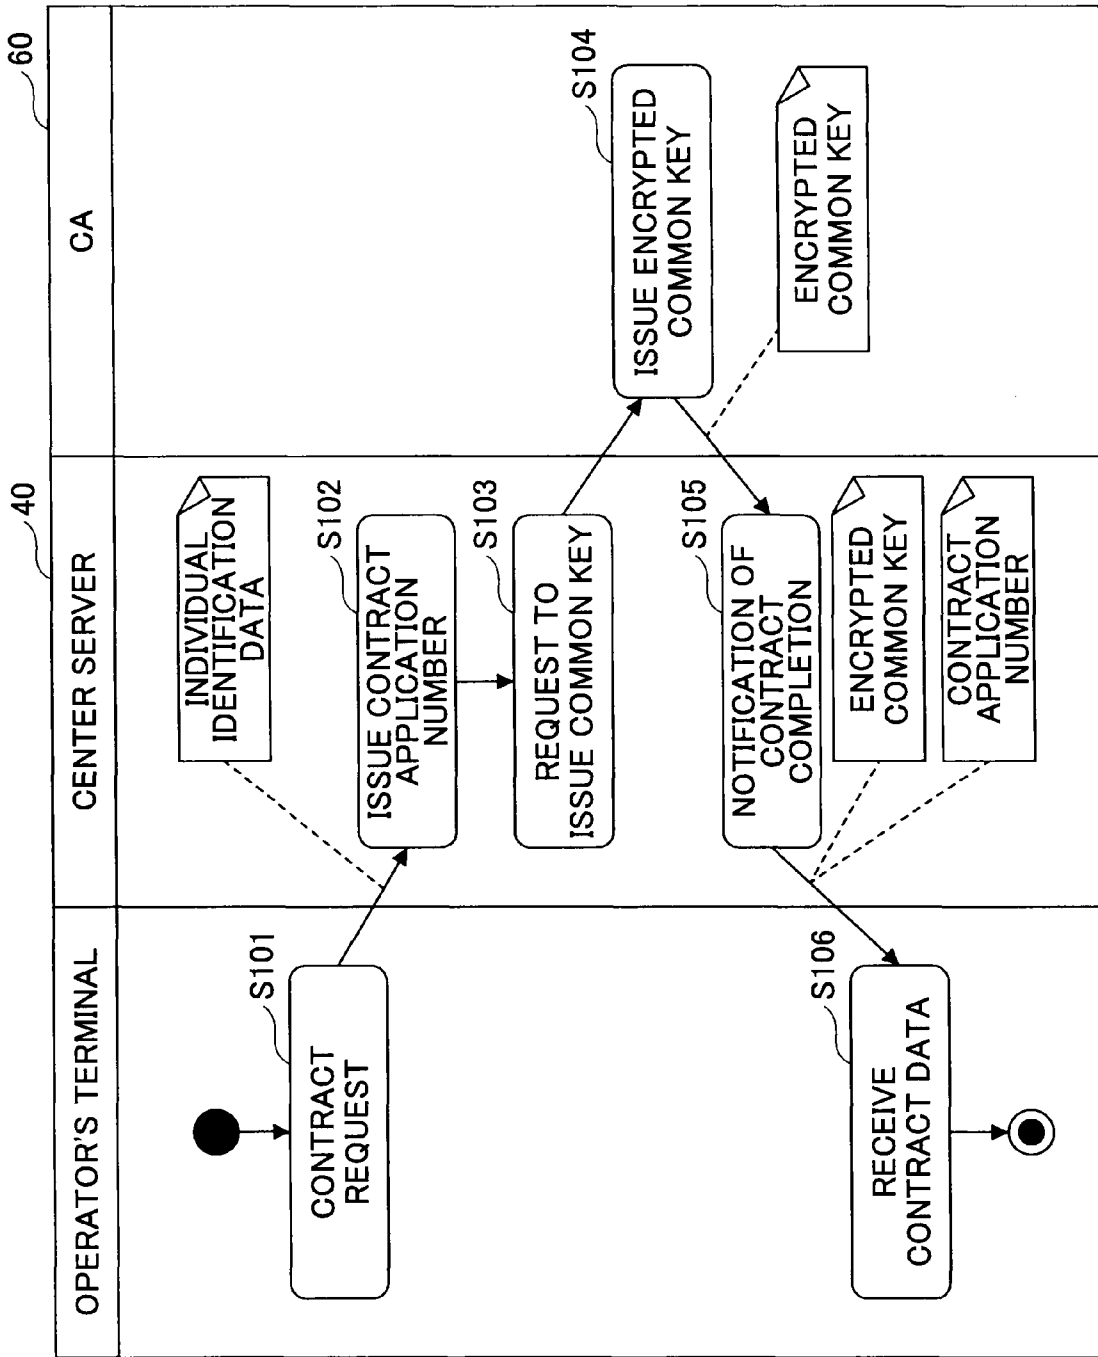 40
60
OPERATOR'S TERMINAL
CENTER SERVER
CA
INDIVIDUAL
IDENTIFICATION
DATA
S101
CONTRACT
REQUEST
S102
ISSUE CONTRACT
APPLICATION
NUMBER
S103
REQUEST TO
ISSUE COMMON KEY
S104
ISSUE ENCRYPTED
COMMON KEY
ENCRYPTED
COMMON KEY
S105
NOTIFICATION OF
CONTRACT
COMPLETION
ENCRYPTED
COMMON KEY
CONTRACT
APPLICATION
NUMBER
S106
RECEIVE
CONTRACT DATA